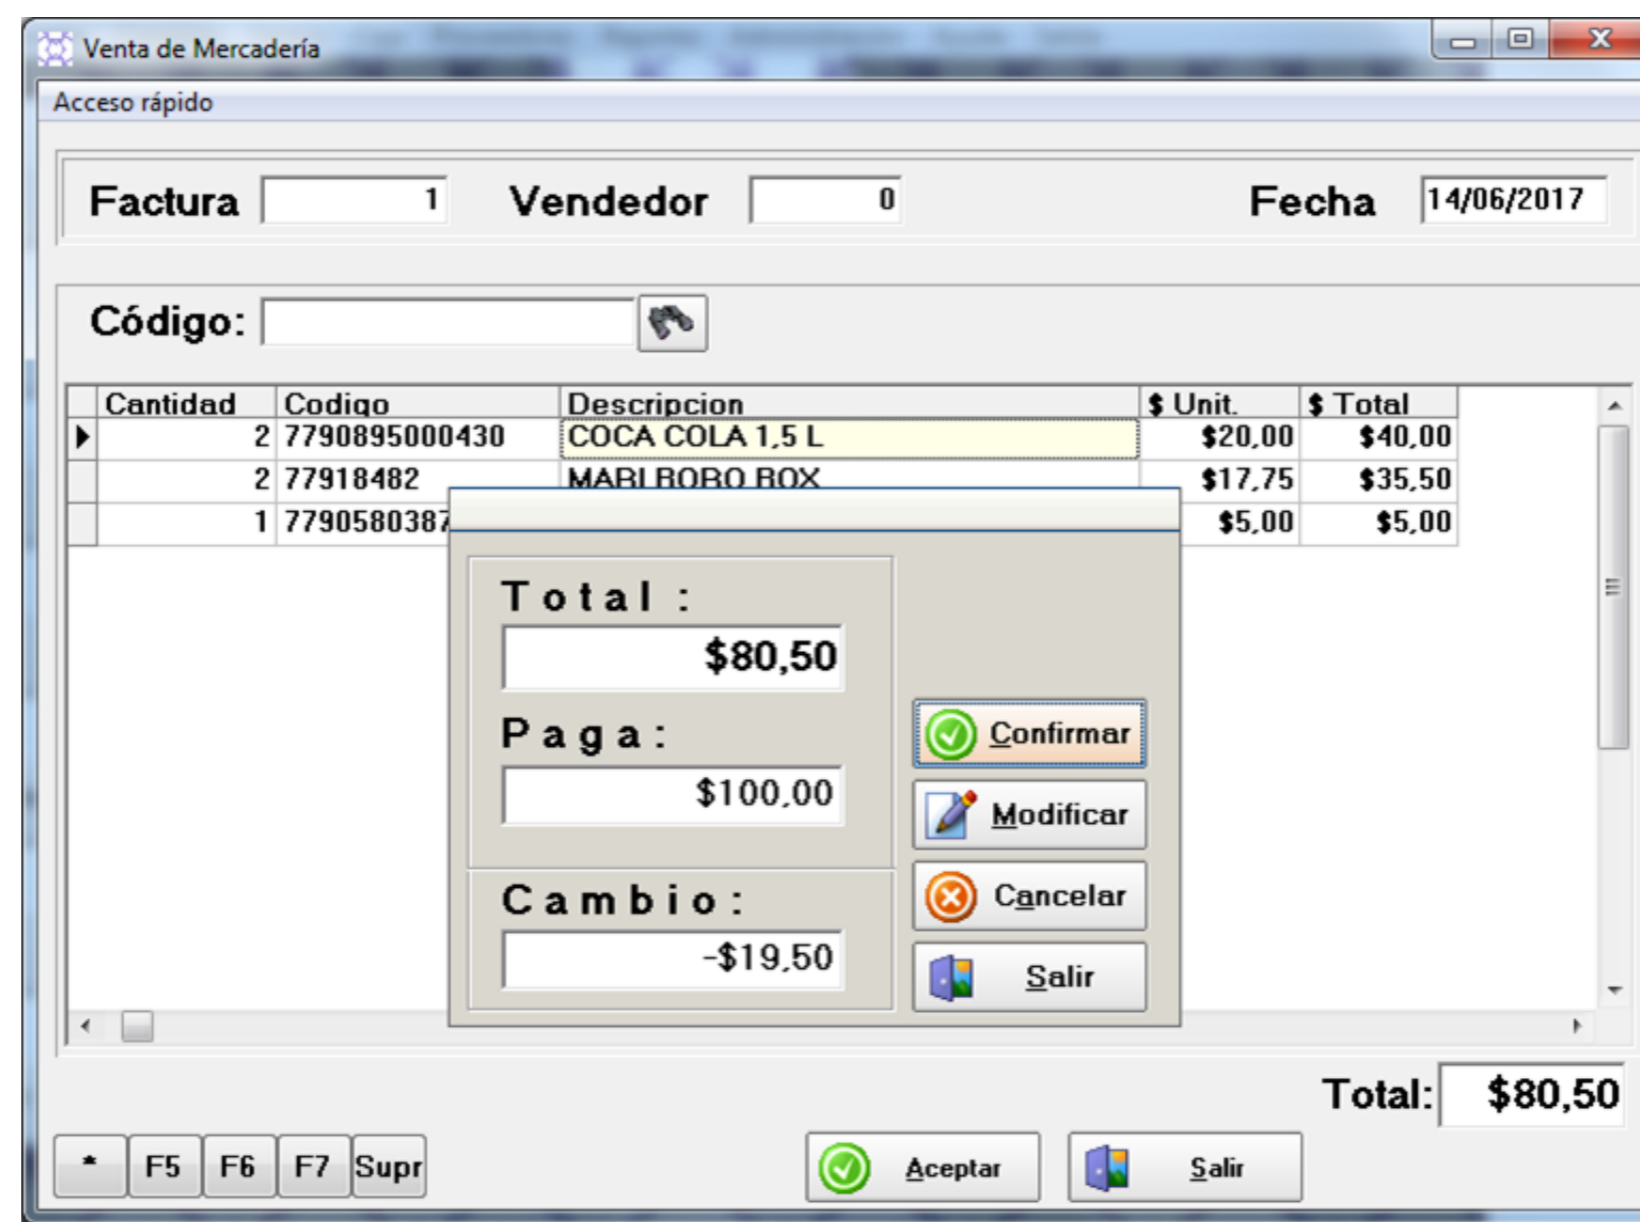 Venta de Mercadería
Acceso rápido
Factura 1 Vendedor 0 Fecha 14/06/2017
Código:
Cantidad Codigo Descripcion $ Unit. $ Total
2 7790895000430 COCA COLA 1,5 L $20,00 $40,00
2 77918482 MARLBORO BOX $17,75 $35,50
1 7790580387 $5,00 $5,00
Total :
$80,50
Paga:
$100,00
Cambio:
-$19,50
Confirmar
Modificar
Cancelar
Salir
Total: $80,50
* F5 F6 F7 Supr Aceptar Salir